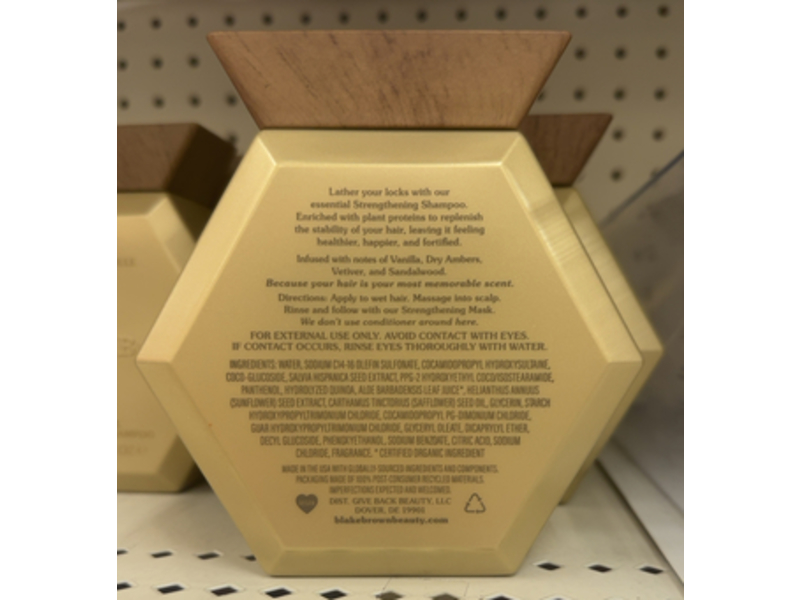 Lather your locks with our
essential Strengthening Shampoo.
Enriched with plant proteins to replenish
the stability of your hair, leaving it feeling
healthier, happier, and fortified.
Infused with notes of Vanilla, Dry Ambers,
Vetiver, and Sandalwood.
Because your hair is your most memorable scent.
Directions: Apply to wet hair. Massage into scalp.
Rinse and follow with our Strengthening Mask.
We don't use conditioner around here.
FOR EXTERNAL USE ONLY. AVOID CONTACT WITH EYES.
IF CONTACT OCCURS, RINSE EYES THOROUGHLY WITH WATER.
INGREDIENTS: WATER, SODIUM C14-16 OLEFIN SULFONATE, COCAMIDOPROPYL HYDROXYSULTAINE,
COCO-GLUCOSIDE, SALVIA HISPANICA SEED EXTRACT, PPG-2 HYDROXYETHYL COCO/ISOSTEARAMIDE,
PANTHENOL, HYDROLYZED QUINOA, ALOE BARBADENSIS LEAF JUICE*, HELIANTHUS ANNUUS
(SUNFLOWER) SEED EXTRACT, CARTHAMUS TINCTORIUS (SAFFLOWER) SEED OIL, GLYCERIN, STARCH
HYDROXYPROPYLTRIMONIUM CHLORIDE, COCAMIDOPROPYL PG-DIMONIUM CHLORIDE,
GUAR HYDROXYPROPYLTRIMONIUM CHLORIDE, GLYCERYL OLEATE, DICAPRYLYL ETHER,
DECYL GLUCOSIDE, PHENOXYETHANOL, SODIUM BENZOATE, CITRIC ACID, SODIUM
CHLORIDE, FRAGRANCE. * CERTIFIED ORGANIC INGREDIENT
MADE IN THE USA WITH GLOBALLY SOURCED INGREDIENTS AND COMPONENTS.
PACKAGING MADE OF 100% POST-CONSUMER RECYCLED MATERIALS.
IMPERFECTIONS EXPECTED AND WELCOMED.
DIST. GIVE BACK BEAUTY, LLC
DOVER, DE 19901
blakebrownbeauty.com